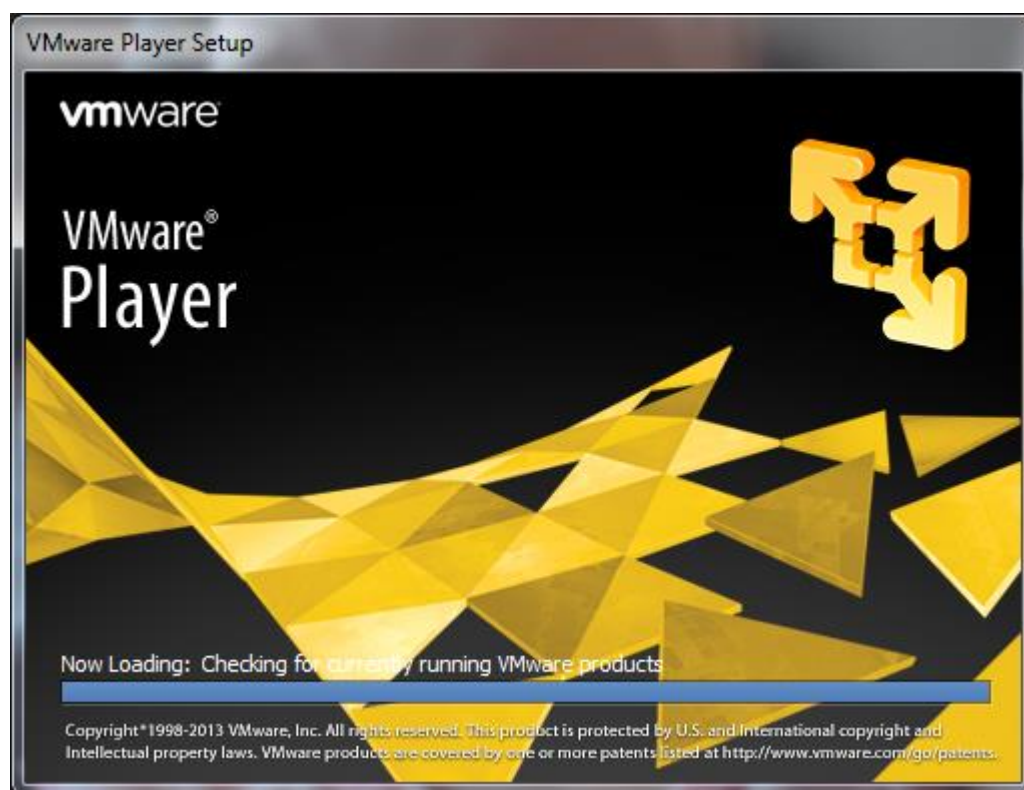 VMware Player Setup
vmware
VMware®
Player
Now Loading: Checking for currently running VMware products
Copyright©1998-2013 VMware, Inc. All rights reserved. This product is protected by U.S. and International copyright and
Intellectual property laws. VMware products are covered by one or more patents listed at http://www.vmware.com/go/patents.